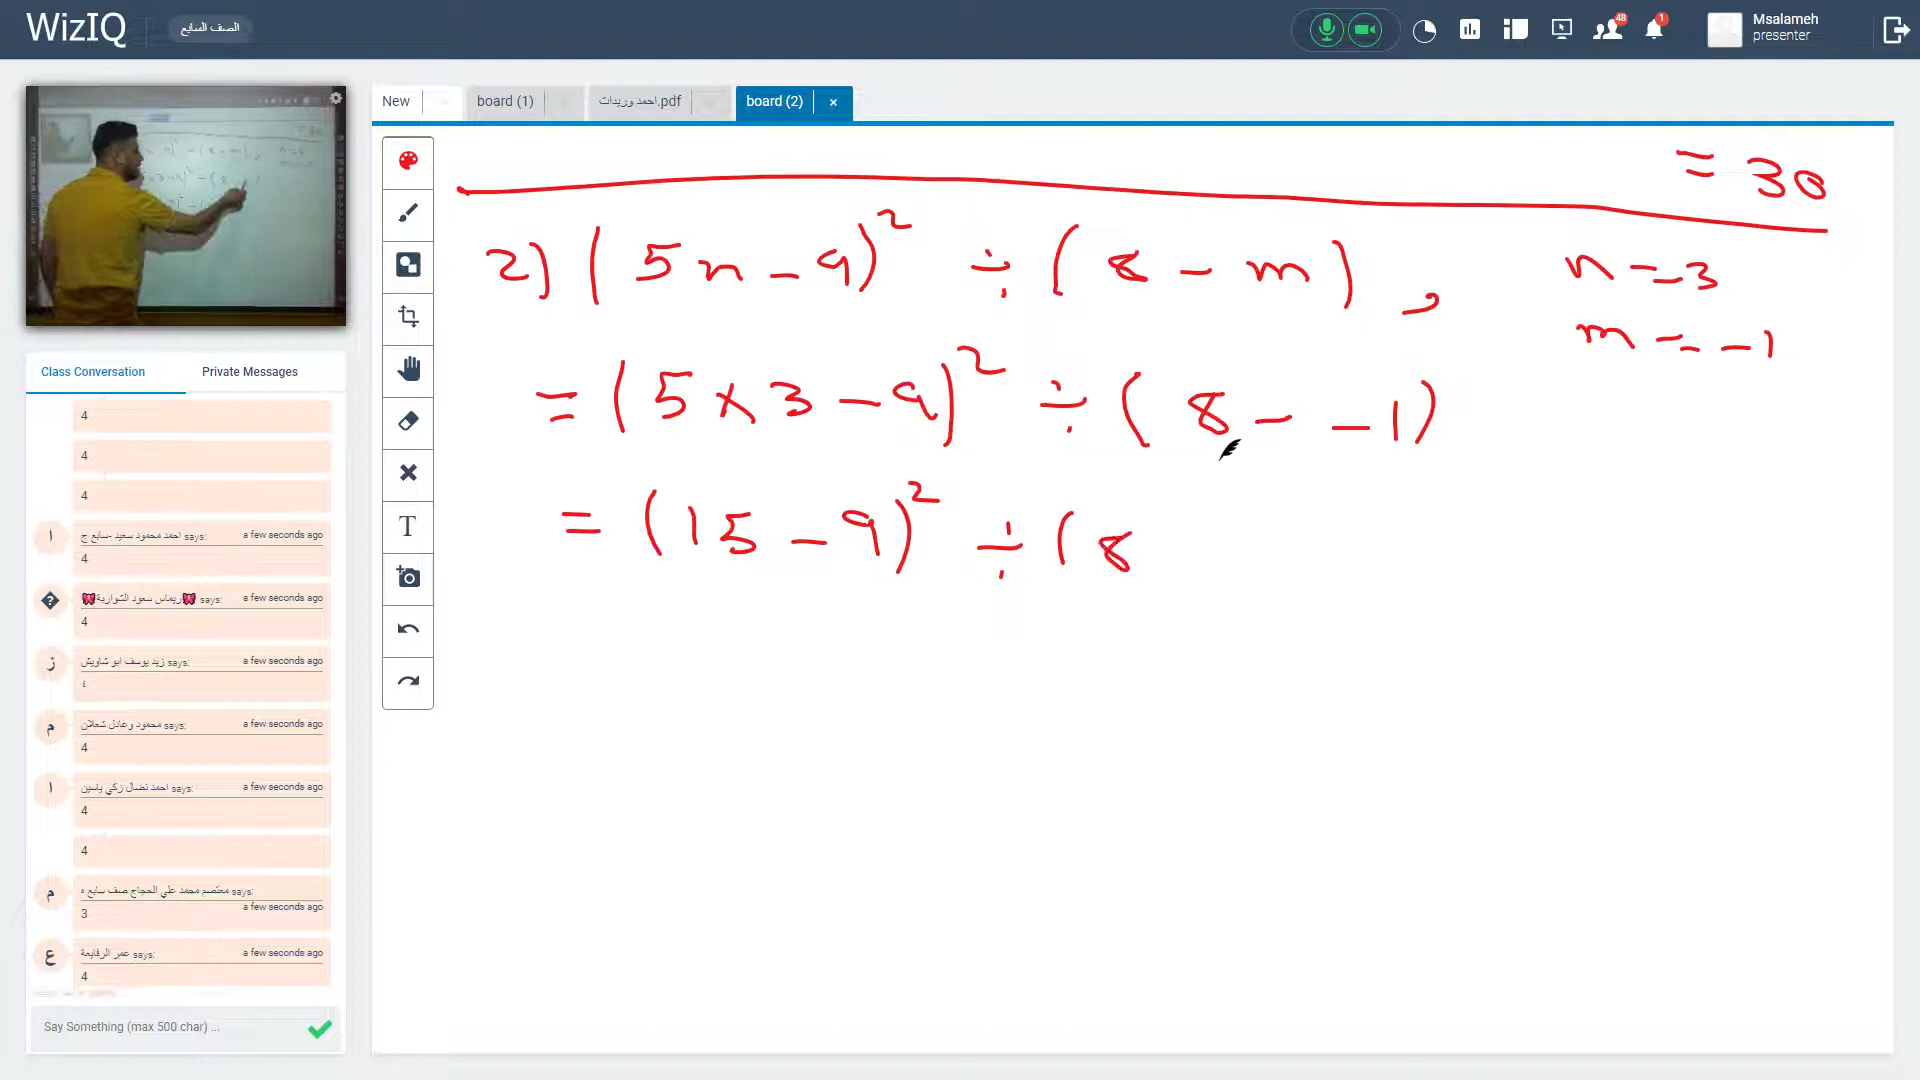 WizIQ
الصف السابع
48
1
Msalameh
presenter
New
board (1)
احمد وريدات.pdf
board (2)
×
= 30
2) (5n - 9)² ÷ (8 - m) ,
n = 3
m = -1
= (5 × 3 - 9)² ÷ (8 - -1)
= (15 - 9)² ÷ (8
T
Class Conversation
Private Messages
4
4
4
ا
احمد محمود سعيد -سابع ج says:
a few seconds ago
4
🎀ريماس سعود الشواربة🎀 says:
a few seconds ago
4
ز
زيد يوسف ابو شاويش says:
a few seconds ago
٤
م
محمود وعادل شعلان says:
a few seconds ago
4
ا
احمد نضال زكي ياسين says:
a few seconds ago
4
4
م
معتصم محمد علي الحجاج صف سابع ه says:
a few seconds ago
3
ع
عمر الرقايعة says:
a few seconds ago
4
Say Something (max 500 char) ...